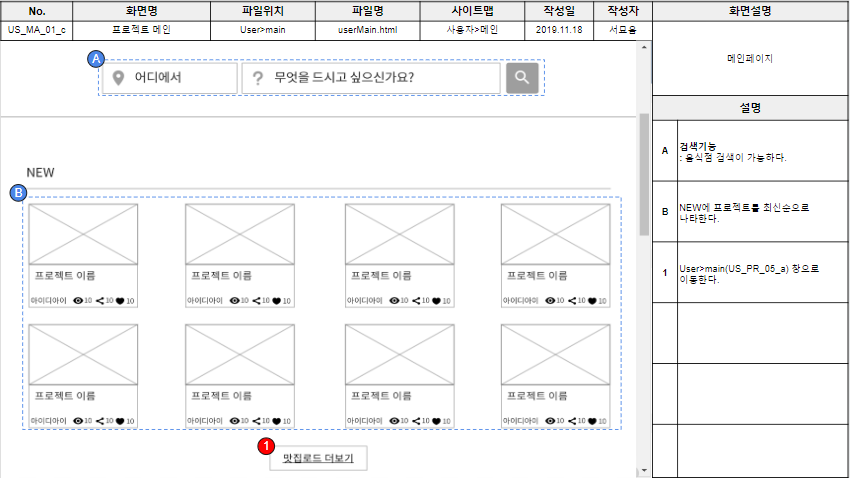 No. 화면명 파일위치 파일명 사이트맵 작성일 작성자 화면설명
US_MA_01_c 프로젝트 메인 User>main userMain.html 사용자>메인 2019.11.18 서묘음
메인페이지
A
어디에서 ? 무엇을 드시고 싶으신가요?
설명
A 검색기능
: 음식점 검색이 가능하다.
NEW
B
B NEW에 프로젝트를 최신순으로
나타낸다.
1 User>main(US_PR_05_a) 창으로
이동한다.
프로젝트 이름 프로젝트 이름 프로젝트 이름 프로젝트 이름
아이디아이 10 10 10 아이디아이 10 10 10 아이디아이 10 10 10 아이디아이 10 10 10
프로젝트 이름 프로젝트 이름 프로젝트 이름 프로젝트 이름
아이디아이 10 10 10 아이디아이 10 10 10 아이디아이 10 10 10 아이디아이 10 10 10
1
맛집로드 더보기